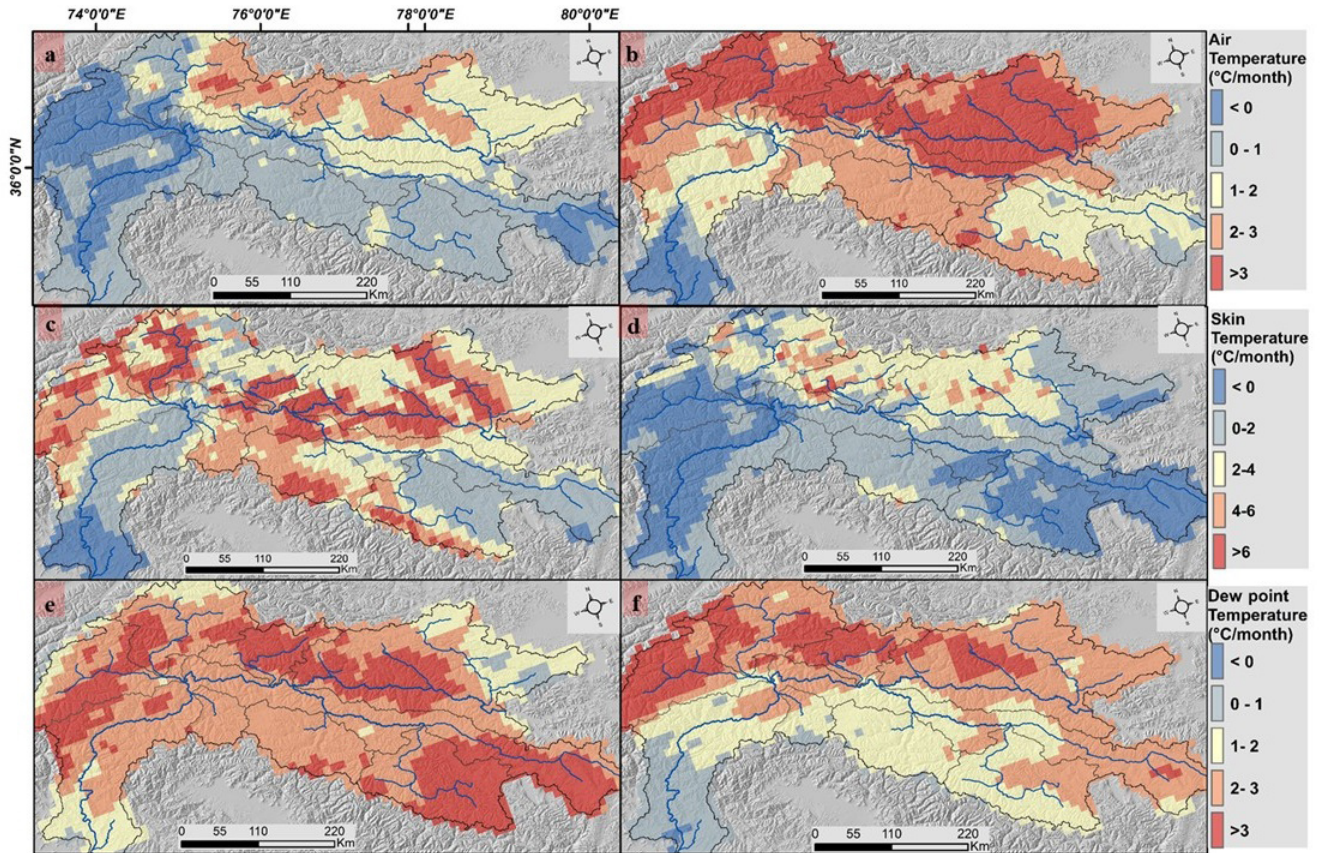 74°0'0"E 76°0'0"E 78°0'0"E 80°0'0"E
36°0'0"N
a
0 55 110 220
Km
b
0 55 110 220
Km
Air
Temperature
(°C/month)
< 0
0 - 1
1- 2
2- 3
>3
c
0 55 110 220
Km
d
0 55 110 220
Km
Skin
Temperature
(°C/month)
< 0
0-2
2-4
4-6
>6
e
0 55 110 220
Km
f
0 55 110 220
Km
Dew point
Temperature
(°C/month)
< 0
0 - 1
1- 2
2- 3
>3